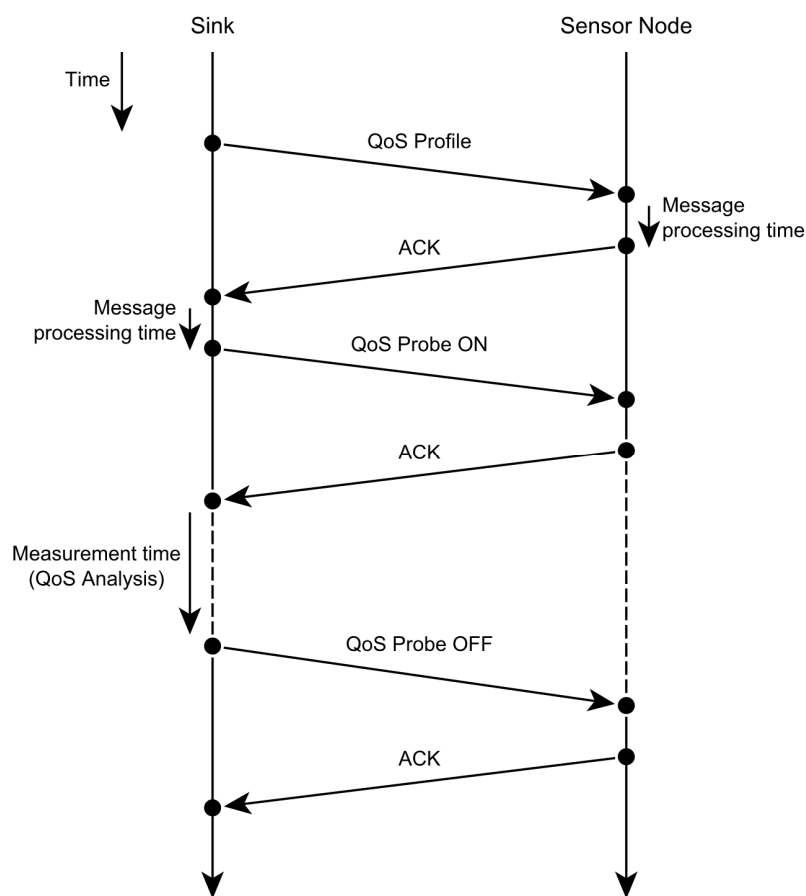 Sink
Sensor Node
Time
QoS Profile
Message
processing time
ACK
Message
processing time
QoS Probe ON
ACK
Measurement time
(QoS Analysis)
QoS Probe OFF
ACK